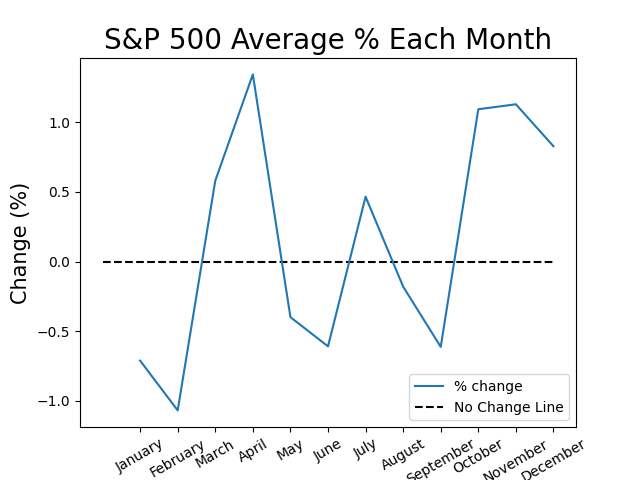 S&P 500 Average % Each Month
Change (%)
1.0
0.5
0.0
−0.5
−1.0
% change
No Change Line
January
February
March
April
May
June
July
August
September
October
November
December